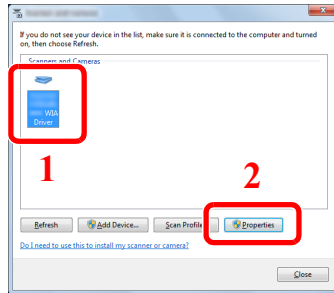 If you do not see your device in the list, make sure it is connected to the computer and turned
on, then choose Refresh.
Scanners and Cameras
WIA
Driver
1
2
Refresh
Add Device...
Scan Profile
Properties
Do I need to use this to install my scanner or camera?
Close